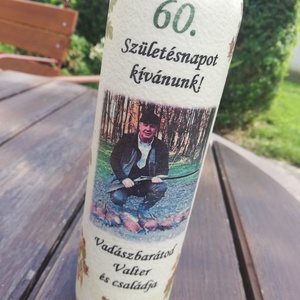 60.
Születésnapot
kívánunk!
Vadászbarátod
Valter
és családja